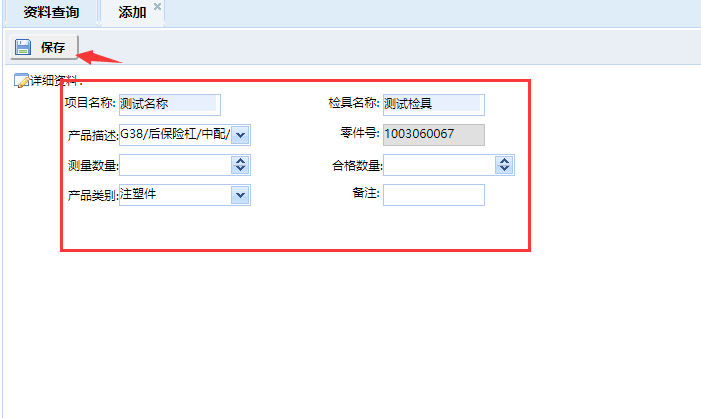 资料查询 添加
保存
详细资料:
项目名称: 测试名称 检具名称: 测试检具
产品描述: G38/后保险杠/中配/ 零件号: 1003060067
测量数量: 合格数量:
产品类别: 注塑件 备注: